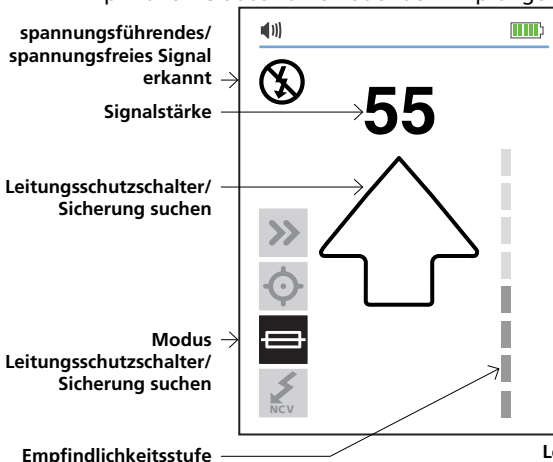 spannungsführendes/
spannungsfreies Signal
erkannt
55
Signalstärke
Leitungsschutzschalter/
Sicherung suchen
Modus
Leitungsschutzschalter/
Sicherung suchen
NCV
Empfindlichkeitsstufe